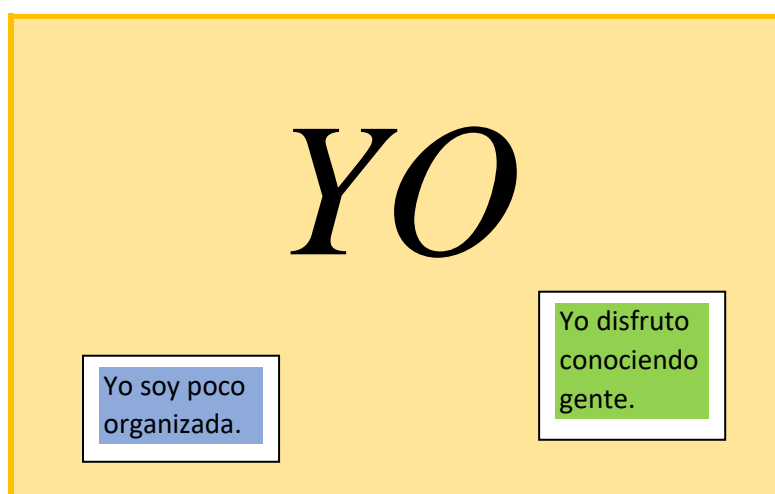 YO
Yo disfruto
conociendo
gente.
Yo soy poco
organizada.